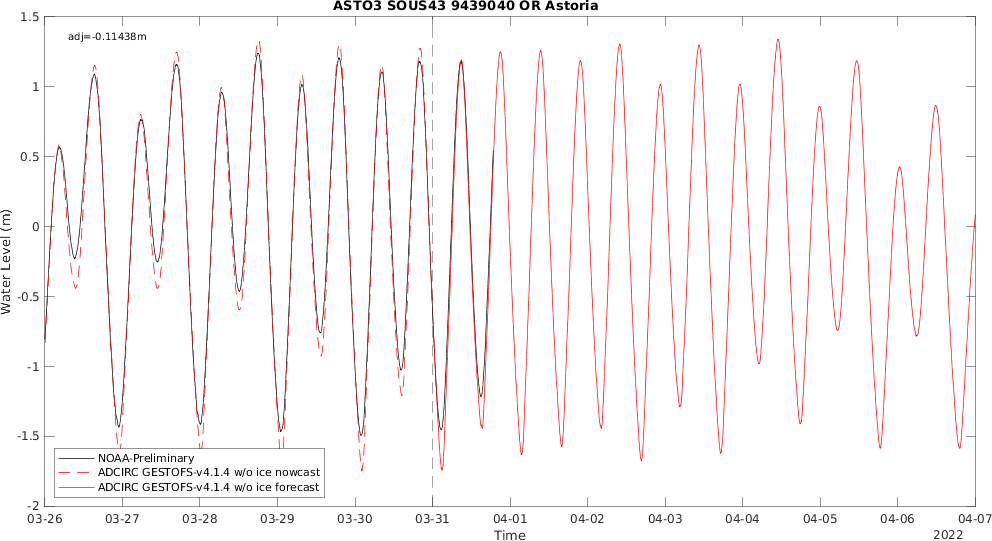 ASTO3 SOUS43 9439040 OR Astoria
adj=-0.11438m
1.5
1
0.5
0
-0.5
-1
-1.5
-2
Water Level (m)
NOAA-Preliminary
ADCIRC GESTOFS-v4.1.4 w/o ice nowcast
ADCIRC GESTOFS-v4.1.4 w/o ice forecast
03-26 03-27 03-28 03-29 03-30 03-31 04-01 04-02 04-03 04-04 04-05 04-06 04-07
Time
2022